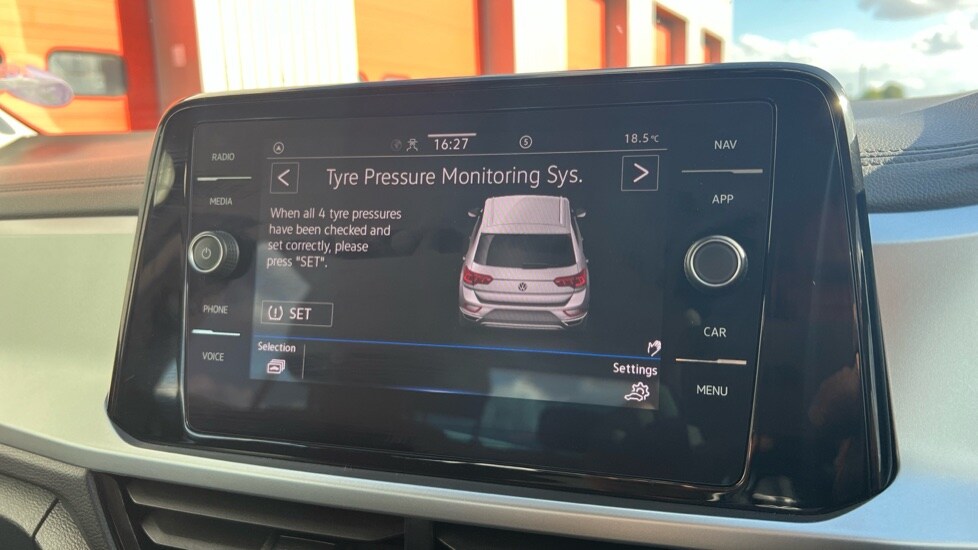 RADIO
MEDIA
PHONE
VOICE
16:27
5
18.5°C
< Tyre Pressure Monitoring Sys. >
When all 4 tyre pressures
have been checked and
set correctly, please
press "SET".
SET
Selection
Settings
NAV
APP
CAR
MENU